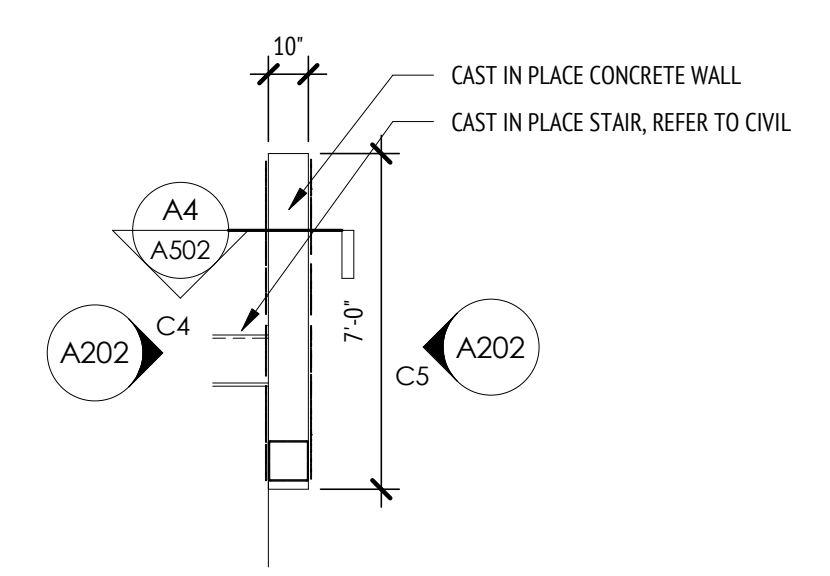 10"
CAST IN PLACE CONCRETE WALL
CAST IN PLACE STAIR, REFER TO CIVIL
A4
A502
7'-0"
C4
A202
C5
A202